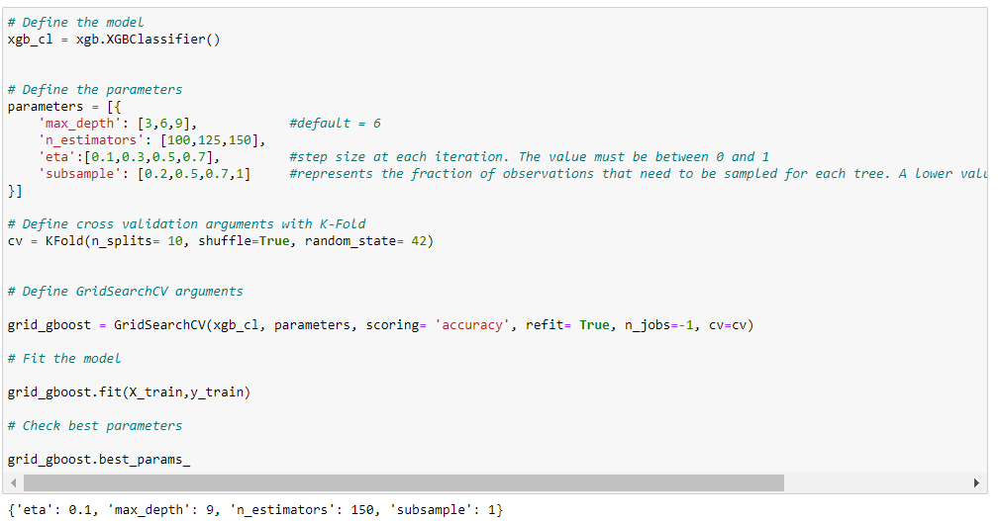 # Define the model
xgb_cl = xgb.XGBClassifier()
# Define the parameters
parameters = [{
'max_depth': [3,6,9], #default = 6
'n_estimators': [100,125,150],
'eta':[0.1,0.3,0.5,0.7], #step size at each iteration. The value must be between 0 and 1
'subsample': [0.2,0.5,0.7,1] #represents the fraction of observations that need to be sampled for each tree. A lower
}]
# Define cross validation arguments with K-Fold
cv = KFold(n_splits= 10, shuffle=True, random_state= 42)
# Define GridSearchCV arguments
grid_gboost = GridSearchCV(xgb_cl, parameters, scoring= 'accuracy', refit= True, n_jobs=-1, cv=cv)
# Fit the model
grid_gboost.fit(X_train,y_train)
# Check best parameters
grid_gboost.best_params_
{'eta': 0.1, 'max_depth': 9, 'n_estimators': 150, 'subsample': 1}